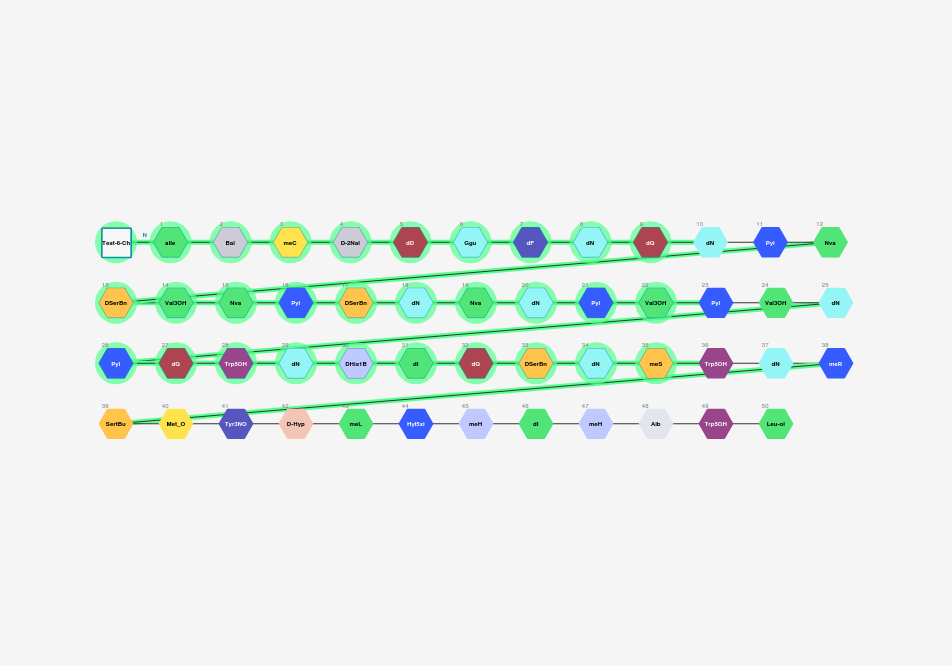 1 2 3 4 5 6 7 8 9 10 11 12
Test-6-Ch N aIle Bal meC D-2Nal dD Ggu dF dN dQ dN Pyl Nva
13 14 15 16 17 18 19 20 21 22 23 24 25
DSerBn Val3OH Nva Pyl DSerBn dN Nva dN Pyl Val3OH Pyl Val3OH dN
26 27 28 29 30 31 32 33 34 35 36 37 38
Pyl dQ Trp5OH dN DHistB dI dQ DSerBn dN meS Trp5OH dN meR
39 40 41 42 43 44 45 46 47 48 49 50
SertBu Met_O Tyr3NO D-Hyp meL Hyl5xi meH dI meH Aib Trp5OH Leu-ol